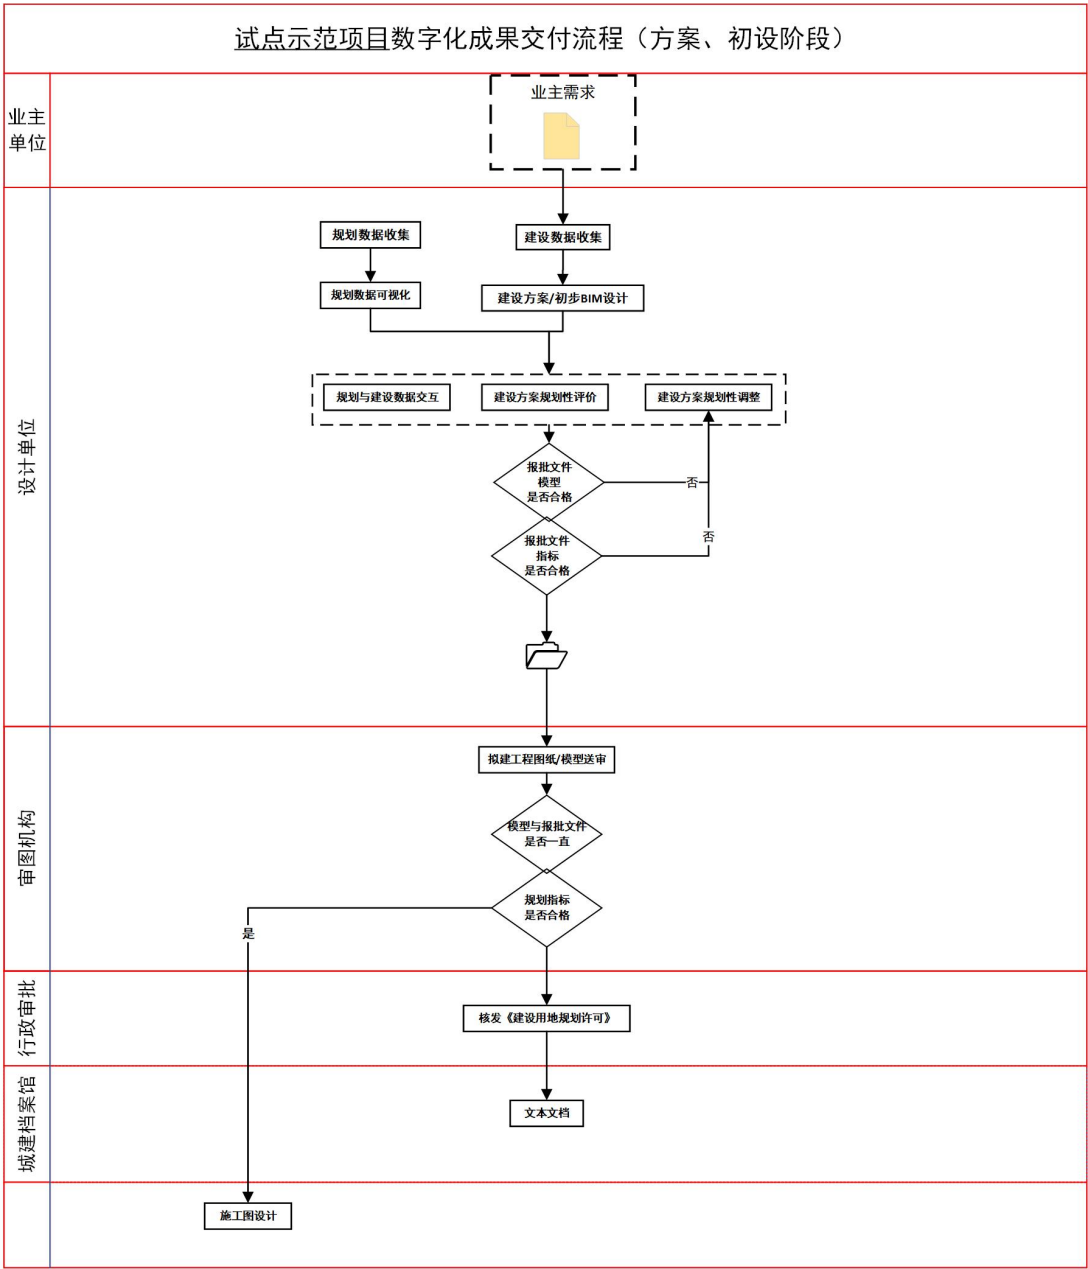 试点示范项目数字化成果交付流程（方案、初设阶段）
业主
单位
业主需求
设计单位
规划数据收集
建设数据收集
规划数据可视化
建设方案/初步BIM设计
规划与建设数据交互
建设方案规划性评价
建设方案规划性调整
报批文件
模型
是否合格
否
报批文件
指标
是否合格
否
审图机构
拟建工程图纸/模型送审
模型与报批文件
是否一直
规划指标
是否合格
是
行政审批
核发《建设用地规划许可》
城建档案馆
文本文档
施工图设计